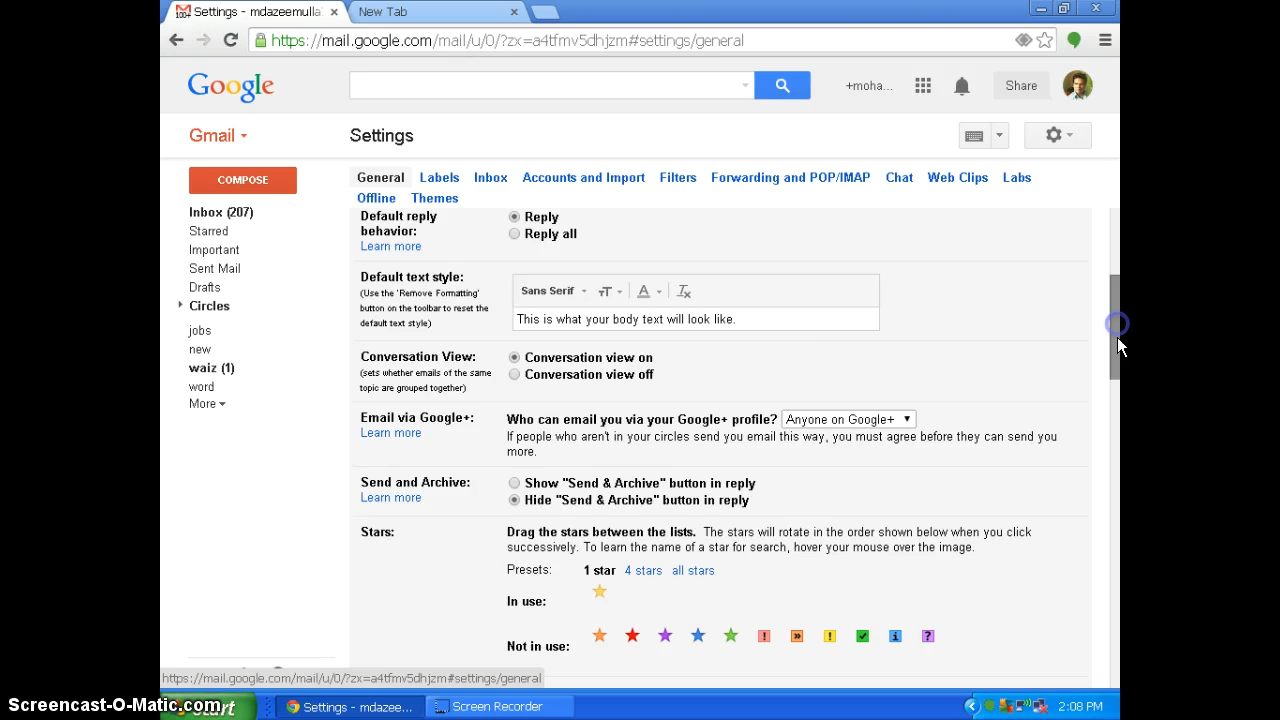 100+
Settings - mdazeemulla
New Tab
https://mail.google.com/mail/u/0/?zx=a4tfmv5dhjzm#settings/general
Google
+moha...
Share
Gmail
Settings
COMPOSE
General Labels Inbox Accounts and Import Filters Forwarding and POP/IMAP Chat Web Clips Labs
Offline Themes
Inbox (207)
Starred
Important
Sent Mail
Drafts
Circles
jobs
new
waiz (1)
word
More
Default reply
behavior:
Learn more
Reply
Reply all
Default text style:
(Use the 'Remove Formatting'
button on the toolbar to reset the
default text style)
Sans Serif
This is what your body text will look like.
Conversation View:
(sets whether emails of the same
topic are grouped together)
Conversation view on
Conversation view off
Email via Google+:
Learn more
Who can email you via your Google+ profile? Anyone on Google+
If people who aren't in your circles send you email this way, you must agree before they can send you
more.
Send and Archive:
Learn more
Show "Send & Archive" button in reply
Hide "Send & Archive" button in reply
Stars:
Drag the stars between the lists. The stars will rotate in the order shown below when you click
successively. To learn the name of a star for search, hover your mouse over the image.
Presets: 1 star 4 stars all stars
In use:
Not in use:
https://mail.google.com/mail/u/0/?zx=a4tfmv5dhjzm#settings/general
Screencast-O-Matic.com
start
Settings - mdazeem...
Screen Recorder
2:08 PM